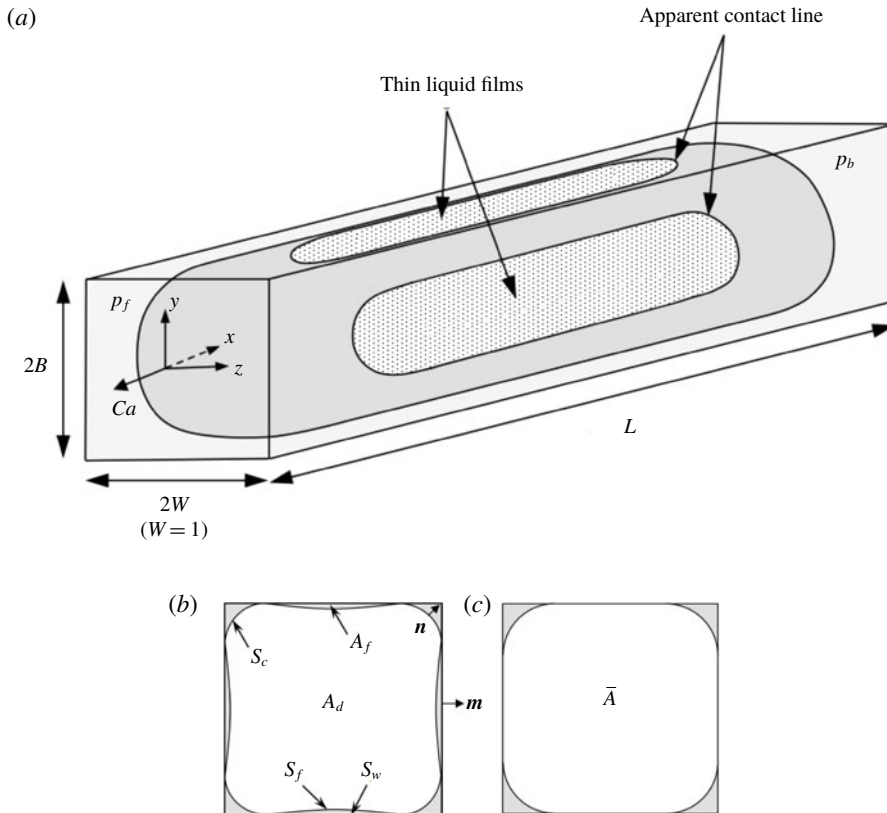 (a)
Apparent contact line
Thin liquid films
p_b
p_f
y
x
z
Ca
2B
L
2W
(W = 1)
(b)
(c)
n
S_c
A_f
A_d
m
Ā
S_f
S_w